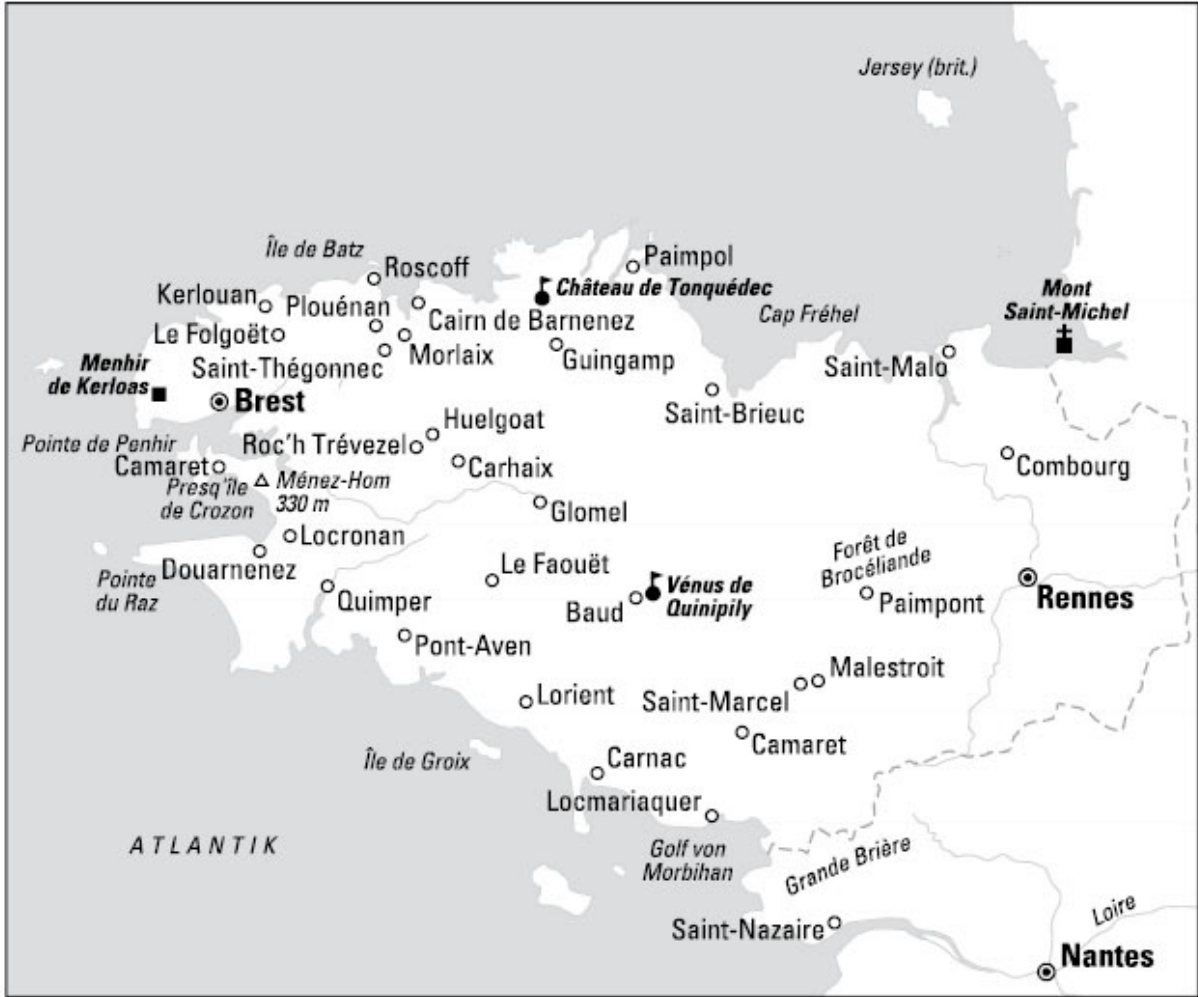 Jersey (brit.)
Île de Batz
Roscoff
Paimpol
Kerlouan
Plouénan
Château de Tonquédec
Cairn de Barnenez
Cap Fréhel
Mont
Saint-Michel
Le Folgoët
Morlaix
Guingamp
Saint-Malo
Menhir
de Kerloas
Saint-Thégonnec
Brest
Saint-Brieuc
Huelgoat
Pointe de Penhir
Roc'h Trévezel
Camaret
Carhaix
Combourg
Presq'île
de Crozon
Ménez-Hom
330 m
Glomel
Locronan
Douarnenez
Le Faouët
Forêt de
Brocéliande
Pointe
du Raz
Quimper
Baud
Vénus de
Quinipily
Paimpont
Rennes
Pont-Aven
Malestroit
Lorient
Saint-Marcel
Camaret
Île de Groix
Carnac
Locmariaquer
ATLANTIK
Golf von
Morbihan
Grande Brière
Loire
Saint-Nazaire
Nantes